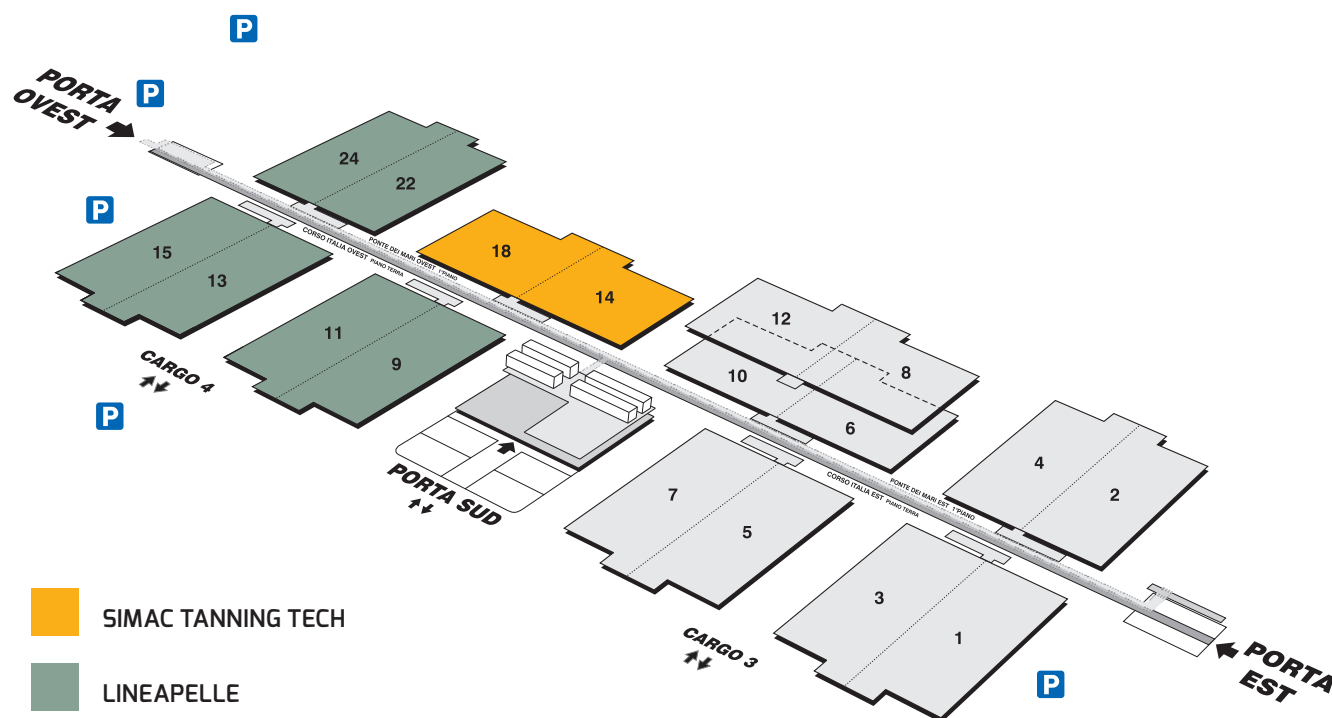 P
P
PORTA
OVEST
24
22
P
15
13
CORSO ITALIA OVEST PIANO TERRA
PONTE DEI MARI OVEST 1°PIANO
18
14
11
9
CARGO 4
P
12
8
10
6
PORTA SUD
7
5
CORSO ITALIA EST PIANO TERRA
PONTE DEI MARI EST 1°PIANO
4
2
3
1
CARGO 3
PORTA
EST
P
SIMAC TANNING TECH
LINEAPELLE